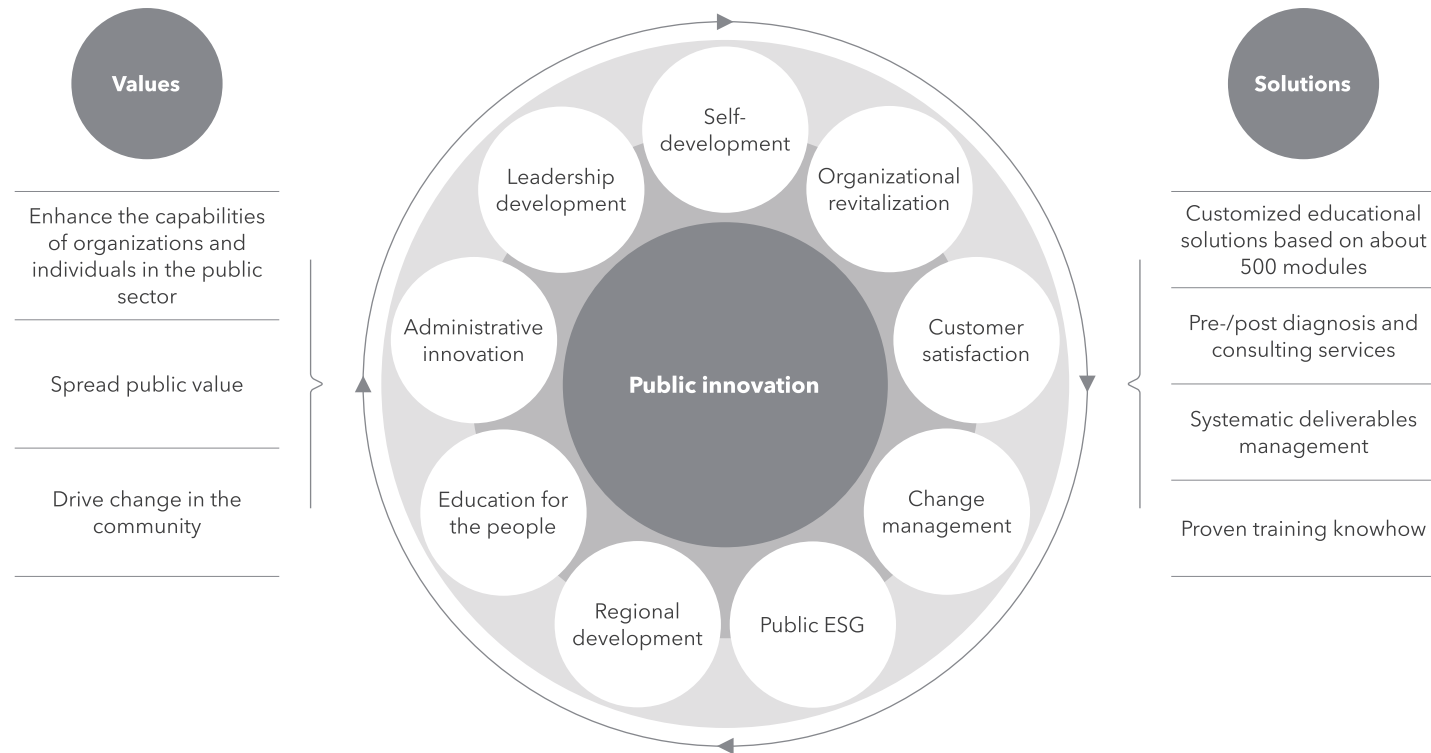 Values
Enhance the capabilities
of organizations and
individuals in the public
sector
Spread public value
Drive change in the
community
Self-
development
Organizational
revitalization
Customer
satisfaction
Change
management
Public ESG
Regional
development
Education for
the people
Administrative
innovation
Leadership
development
Public innovation
Solutions
Customized educational
solutions based on about
500 modules
Pre-/post diagnosis and
consulting services
Systematic deliverables
management
Proven training knowhow